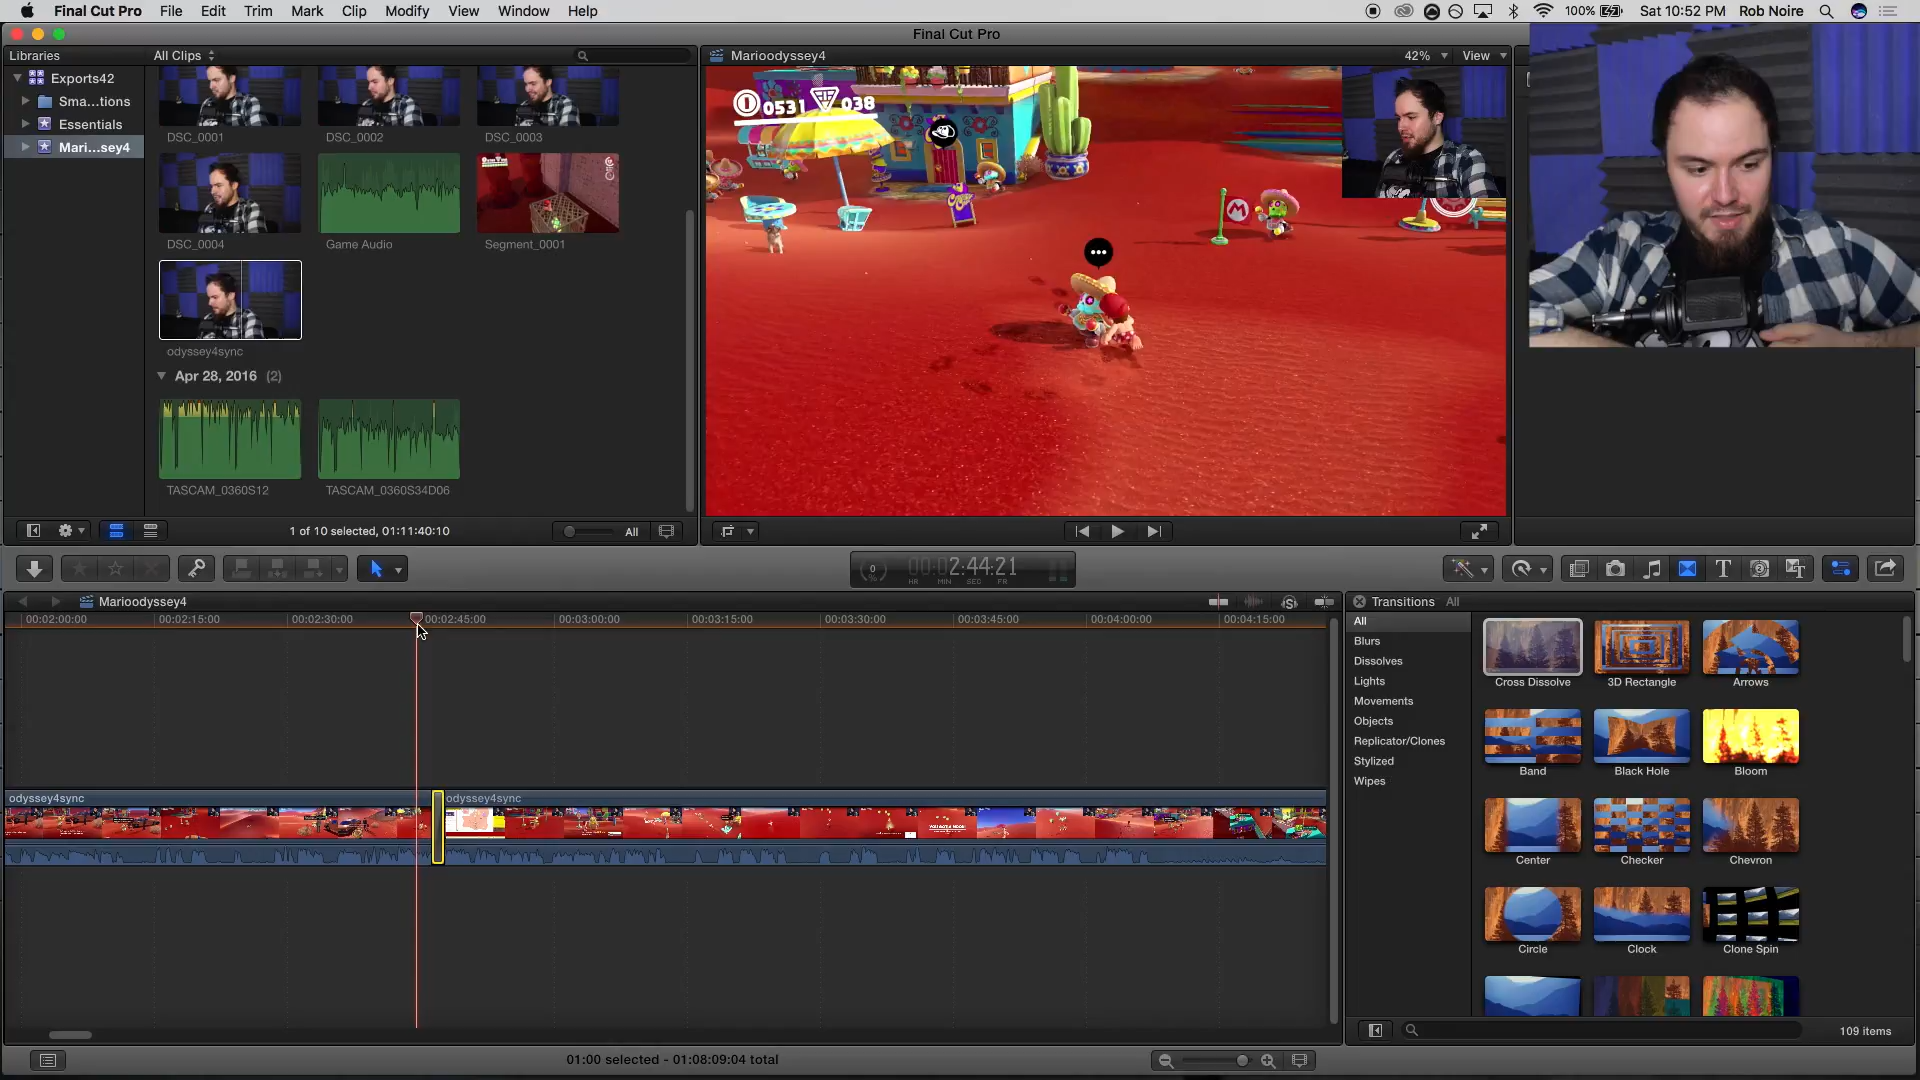 Final Cut Pro File Edit Trim Mark Clip Modify View Window Help
100% Sat 10:52 PM Rob Noire
Final Cut Pro
Libraries
All Clips
Exports42
Sma...tions
Essentials
Mari...sey4
DSC_0001
DSC_0002
DSC_0003
DSC_0004
Game Audio
Segment_0001
odyssey4sync
Apr 28, 2016 (2)
TASCAM_0360S12
TASCAM_0360S34D06
1 of 10 selected, 01:11:40:10
All
Marioodyssey4
42%
View
0531 038
0
%
00:02:44:21
HR MIN SEC FR
Marioodyssey4
00:02:00:00 00:02:15:00 00:02:30:00 00:02:45:00 00:03:00:00 00:03:15:00 00:03:30:00 00:03:45:00 00:04:00:00 00:04:15:00
odyssey4sync
odyssey4sync
01:00 selected - 01:08:09:04 total
Transitions All
All
Blurs
Dissolves
Lights
Movements
Objects
Replicator/Clones
Stylized
Wipes
Cross Dissolve
3D Rectangle
Arrows
Band
Black Hole
Bloom
Center
Checker
Chevron
Circle
Clock
Clone Spin
109 items